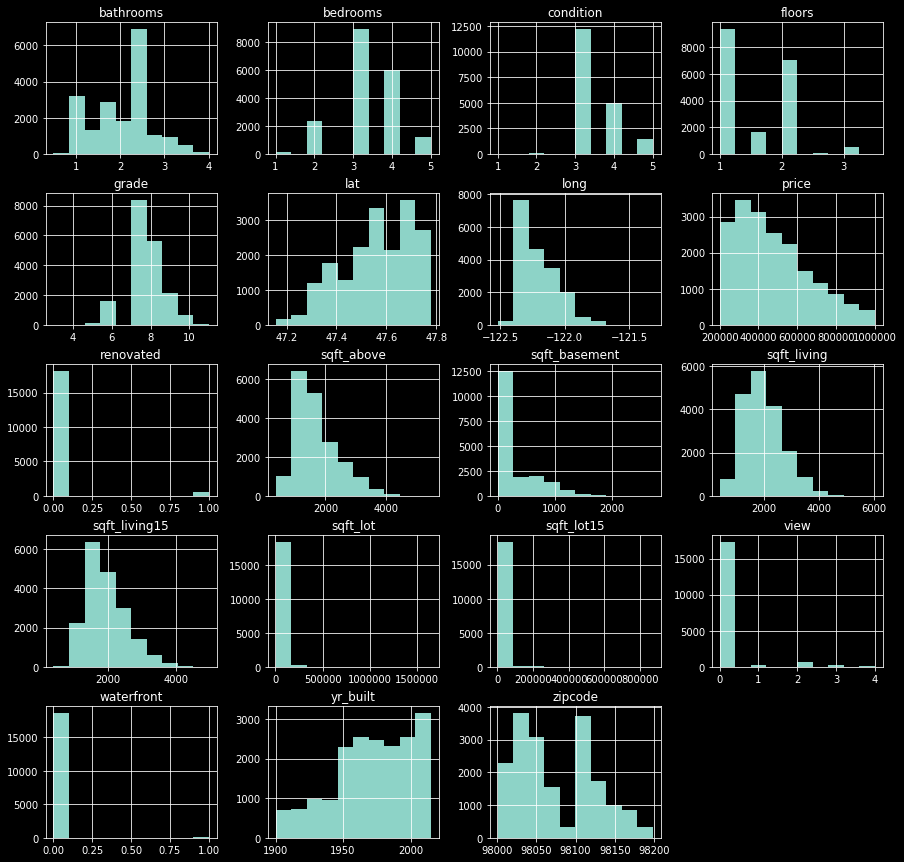 bathrooms
6000
4000
2000
0
1 2 3 4
bedrooms
8000
6000
4000
2000
0
1 2 3 4 5
condition
12500
10000
7500
5000
2500
0
1 2 3 4 5
floors
8000
6000
4000
2000
0
1 2 3
grade
8000
6000
4000
2000
0
4 6 8 10
lat
3000
2000
1000
0
47.2 47.4 47.6 47.8
long
8000
6000
4000
2000
0
−122.5 −122.0 −121.5
price
3000
2000
1000
0
200000 400000 600000 800000 1000000
renovated
15000
10000
5000
0
0.00 0.25 0.50 0.75 1.00
sqft_above
6000
4000
2000
0
2000 4000
sqft_basement
12500
10000
7500
5000
2500
0
0 1000 2000
sqft_living
6000
4000
2000
0
2000 4000 6000
sqft_living15
6000
4000
2000
0
2000 4000
sqft_lot
15000
10000
5000
0
0 500000 1000000 1500000
sqft_lot15
15000
10000
5000
0
0 200000 400000 600000 800000
view
15000
10000
5000
0
0 1 2 3 4
waterfront
15000
10000
5000
0
0.00 0.25 0.50 0.75 1.00
yr_built
3000
2000
1000
0
1900 1950 2000
zipcode
4000
3000
2000
1000
0
98000 98050 98100 98150 98200